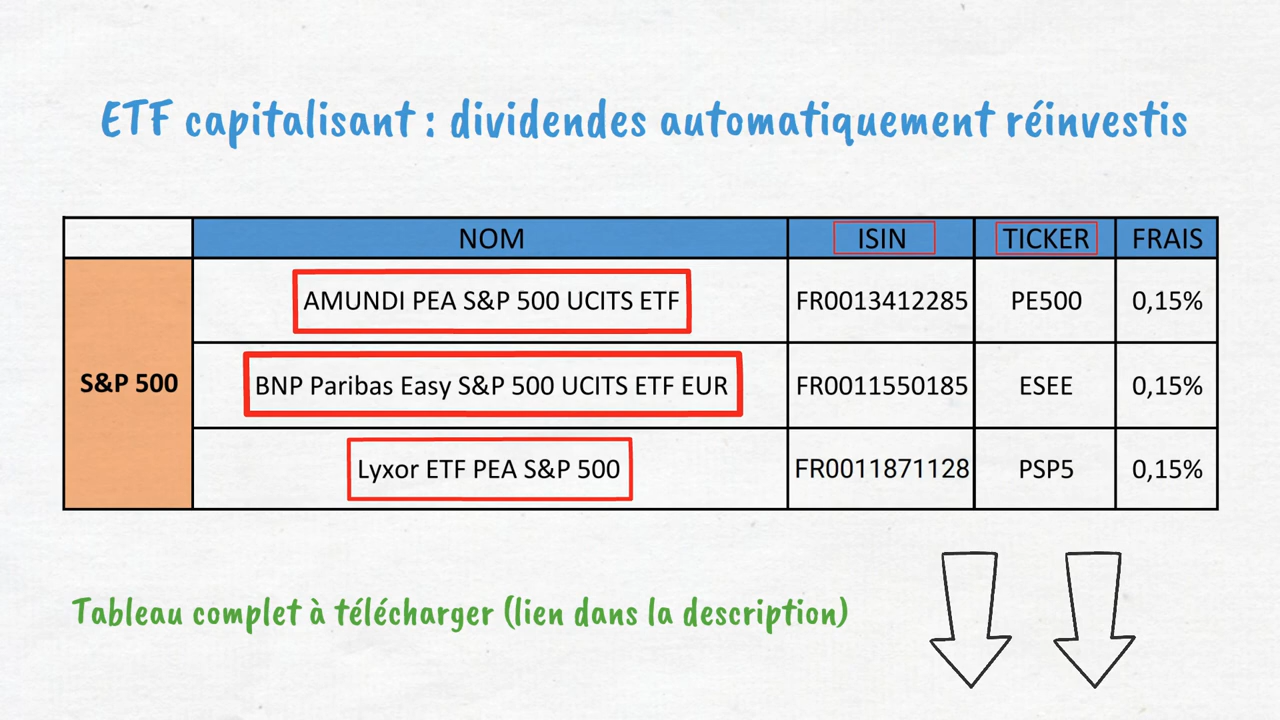 ETF capitalisant : dividendes automatiquement réinvestis
NOM ISIN TICKER FRAIS
S&P 500
AMUNDI PEA S&P 500 UCITS ETF FR0013412285 PE500 0,15%
BNP Paribas Easy S&P 500 UCITS ETF EUR FR0011550185 ESEE 0,15%
Lyxor ETF PEA S&P 500 FR0011871128 PSP5 0,15%
Tableau complet à télécharger (lien dans la description)